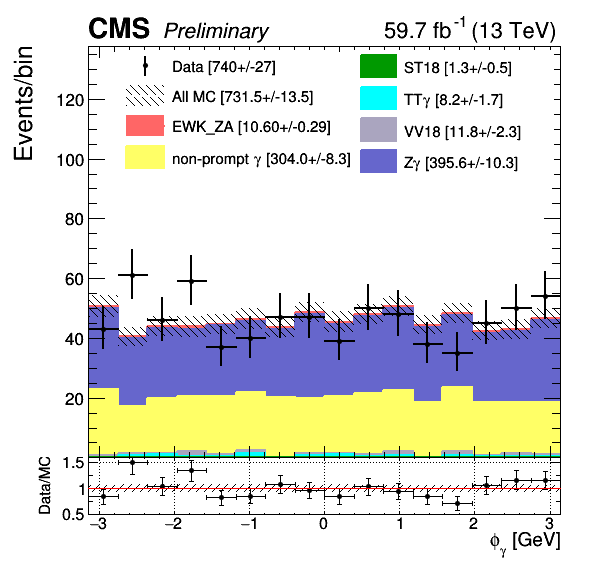 CMS Preliminary 59.7 fb⁻¹ (13 TeV)
Events/bin
Data [740+/-27]
All MC [731.5+/-13.5]
EWK_ZA [10.60+/-0.29]
non-prompt γ [304.0+/-8.3]
ST18 [1.3+/-0.5]
TTγ [8.2+/-1.7]
VV18 [11.8+/-2.3]
Zγ [395.6+/-10.3]
120
100
80
60
40
20
Data/MC
1.5
1
0.5
−3 −2 −1 0 1 2 3
ϕγ [GeV]